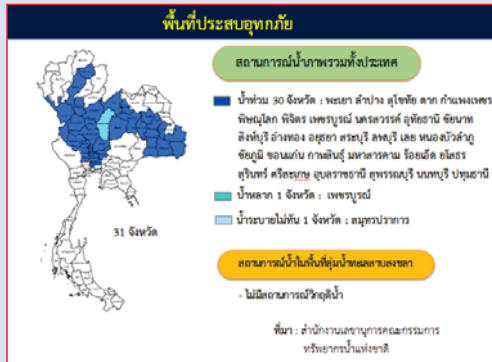 พื้นที่ประสบอุทกภัย
สถานการณ์น้ำภาพรวมทั้งประเทศ
น้ำท่วม 30 จังหวัด : พะเยา ลำปาง สุโขทัย ตาก กำแพงเพชร
พิษณุโลก พิจิตร เพชรบูรณ์ นครสวรรค์ อุทัยธานี ชัยนาท
สิงห์บุรี อ่างทอง อยุธยา สระบุรี ลพบุรี เลย หนองบัวลำภู
ชัยภูมิ ขอนแก่น กาฬสินธุ์ มหาสารคาม ร้อยเอ็ด ยโสธร
สุรินทร์ ศรีสะเกษ อุบลราชธานี สุพรรณบุรี นนทบุรี ปทุมธานี
น้ำหลาก 1 จังหวัด : เพชรบูรณ์
น้ำระบายไม่ทัน 1 จังหวัด : สมุทรปราการ
31 จังหวัด
สถานการณ์น้ำในพื้นที่ลุ่มน้ำทะเลสาบสงขลา
- ไม่มีสถานการณ์วิกฤติน้ำ
ที่มา : สำนักงานเลขานุการคณะกรรมการ
ทรัพยากรน้ำแห่งชาติ